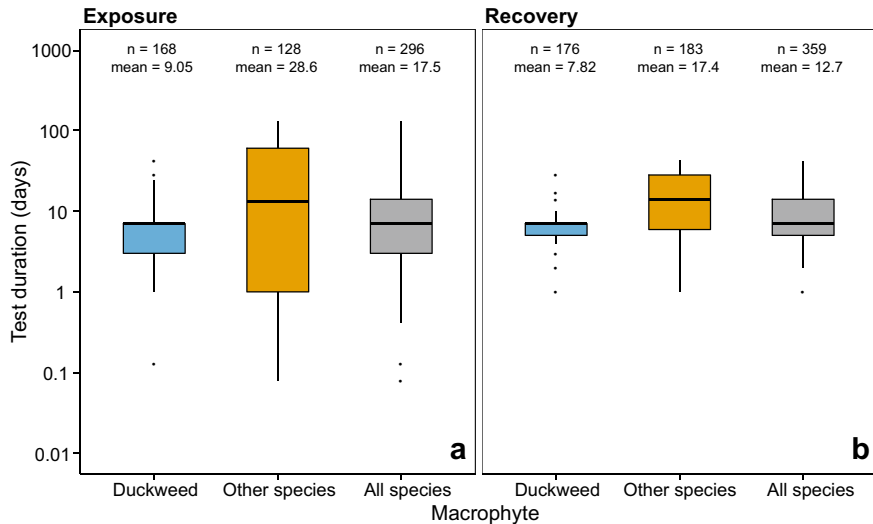 Exposure
Recovery
n = 168
n = 128
n = 296
mean = 9.05
mean = 28.6
mean = 17.5
n = 176
n = 183
n = 359
mean = 7.82
mean = 17.4
mean = 12.7
1000
100
10
1
0.1
0.01
Test duration (days)
a
b
Duckweed
Other species
All species
Duckweed
Other species
All species
Macrophyte